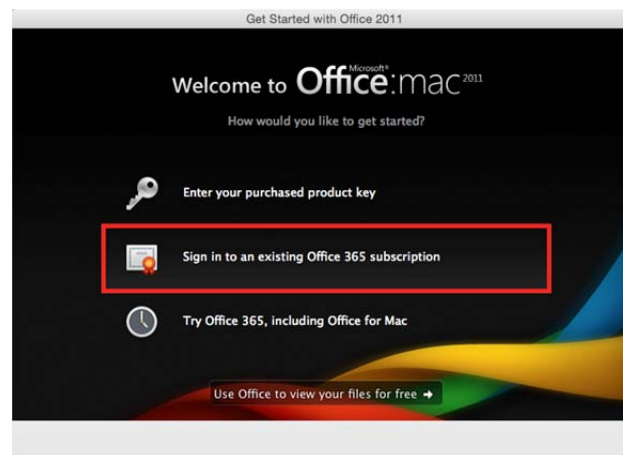 Get Started with Office 2011
Welcome to Microsoft® Office:mac 2011
How would you like to get started?
Enter your purchased product key
Sign in to an existing Office 365 subscription
Try Office 365, including Office for Mac
Use Office to view your files for free →